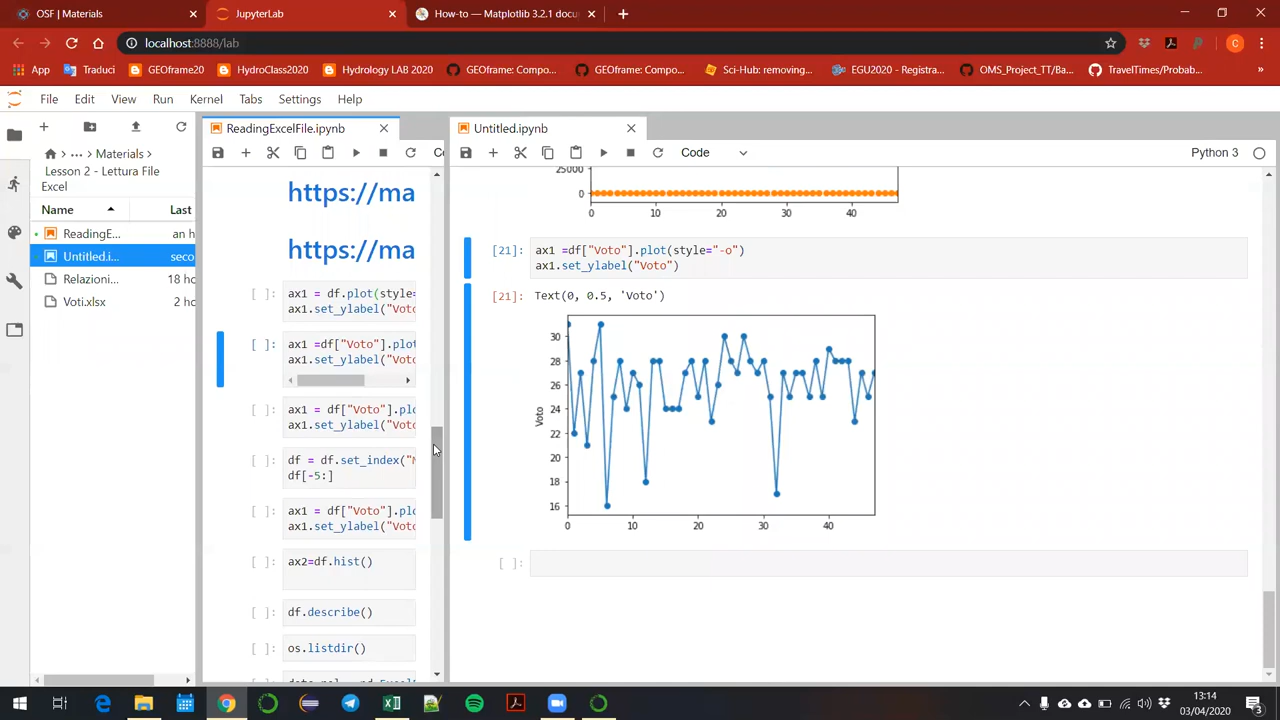 OSF | Materials
JupyterLab
How-to — Matplotlib 3.2.1 docu
localhost:8888/lab
App
Traduci
GEOframe20
HydroClass2020
Hydrology LAB 2020
GEOframe: Compo...
GEOframe: Compo...
Sci-Hub: removing...
EGU2020 - Registra...
OMS_Project_TT/Ba...
TravelTimes/Probab...
»
File Edit View Run Kernel Tabs Settings Help
... Materials
Lesson 2 - Lettura File
Excel
Name Last
ReadingE... an h
Untitled.i... seco
Relazioni 18 ho
Voti.xlsx 2 ho
ReadingExcelFile.ipynb
https://ma
https://ma
[ ]: ax1 = df.plot(style=
ax1.set_ylabel("Voto
[ ]: ax1 =df["Voto"].plot
ax1.set_ylabel("Voto
[ ]: ax1 = df["Voto"].plo
ax1.set_ylabel("Voto
[ ]: df = df.set_index("N
df[-5:]
[ ]: ax1 = df["Voto"].plo
ax1.set_ylabel("Voto
[ ]: ax2=df.hist()
[ ]: df.describe()
[ ]: os.listdir()
Untitled.ipynb
Code
Python 3
25000
0
0 10 20 30 40
[21]: ax1 =df["Voto"].plot(style="-o")
ax1.set_ylabel("Voto")
[21]: Text(0, 0.5, 'Voto')
30
28
26
24
22
20
18
16
Voto
0 10 20 30 40
[ ]:
13:14
03/04/2020
3